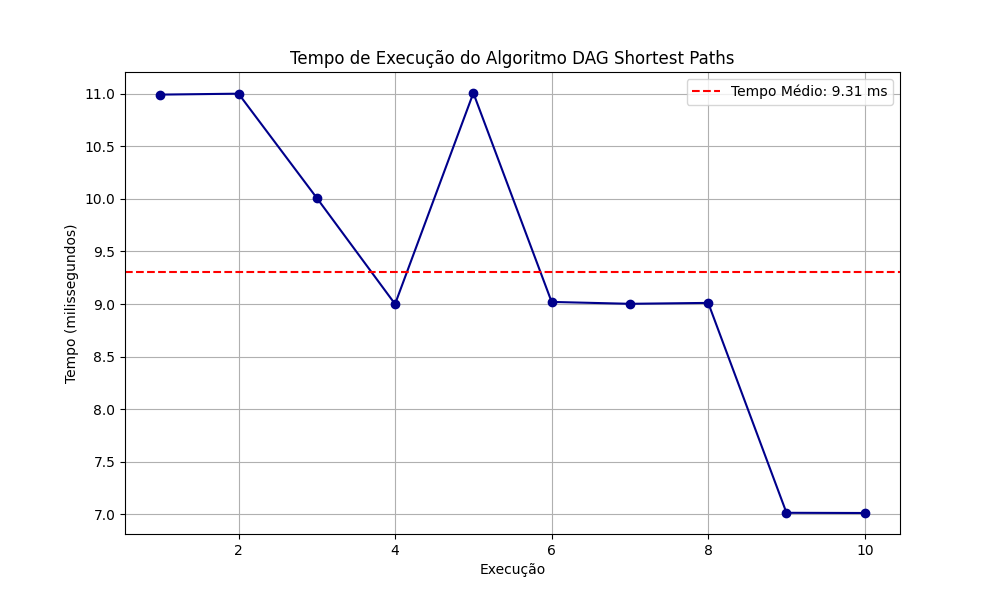 Tempo de Execução do Algoritmo DAG Shortest Paths
Tempo Médio: 9.31 ms
Tempo (milissegundos)
11.0
10.5
10.0
9.5
9.0
8.5
8.0
7.5
7.0
2 4 6 8 10
Execução